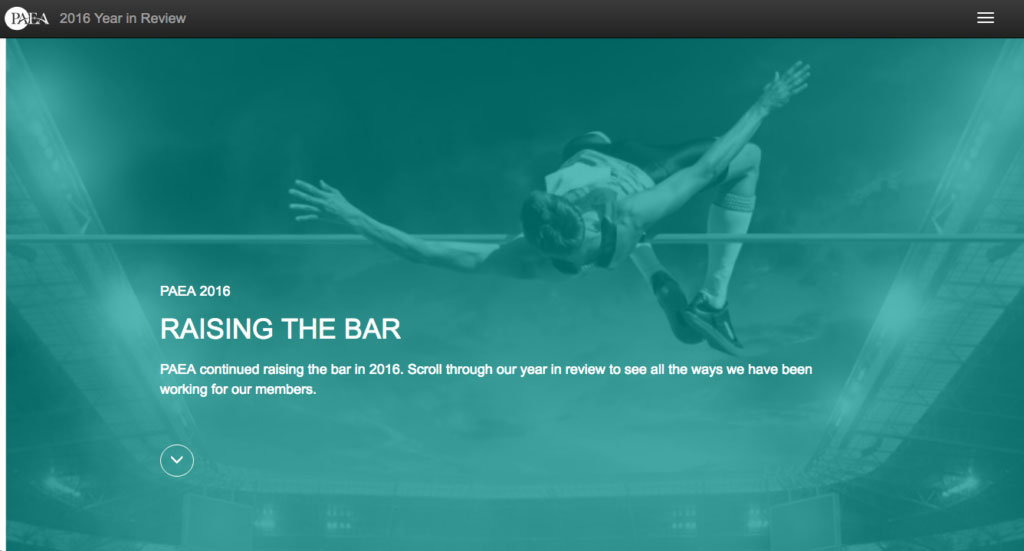 PAEA 2016 Year in Review
PAEA 2016
RAISING THE BAR
PAEA continued raising the bar in 2016. Scroll through our year in review to see all the ways we have been
working for our members.